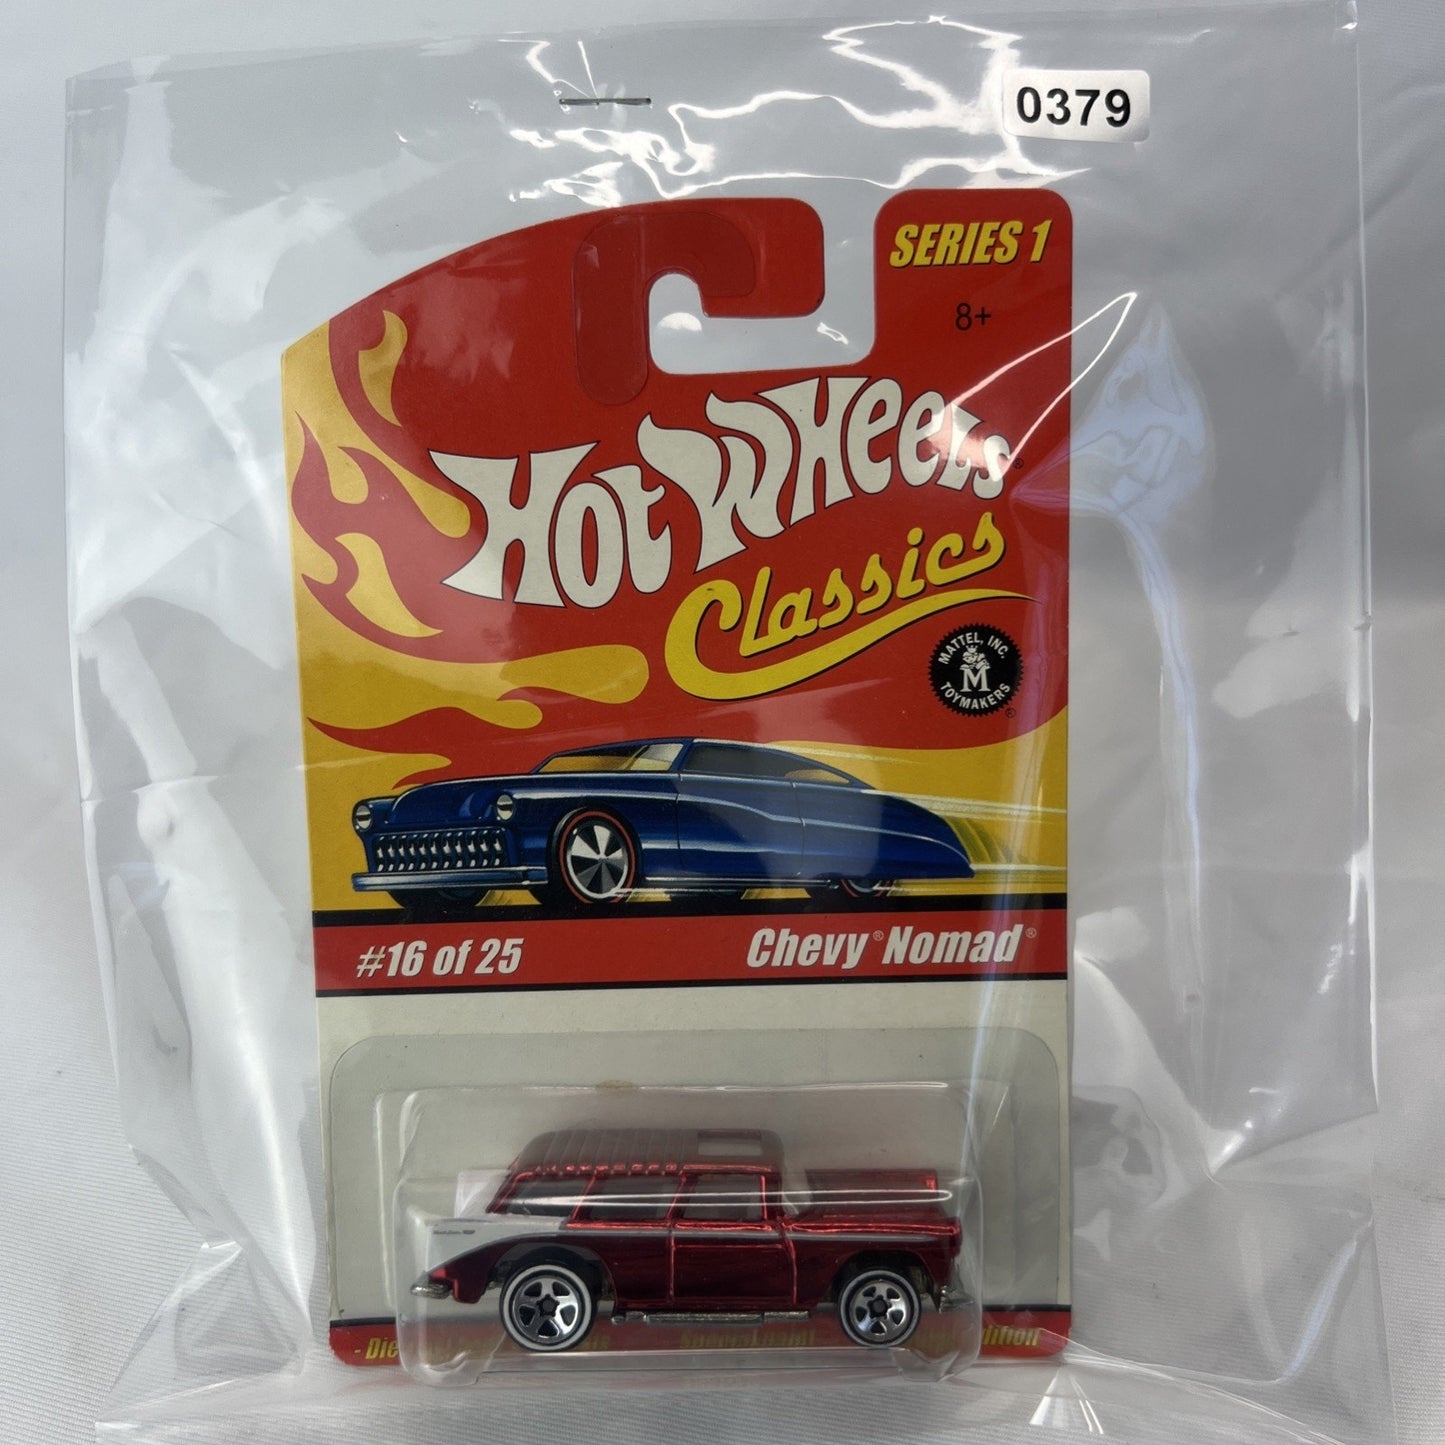 0379
SERIES 1
8+
HOT WHEELS®
Classics
MATTEL, INC.
M
TOYMAKERS
®
#16 of 25
Chevy® Nomad®